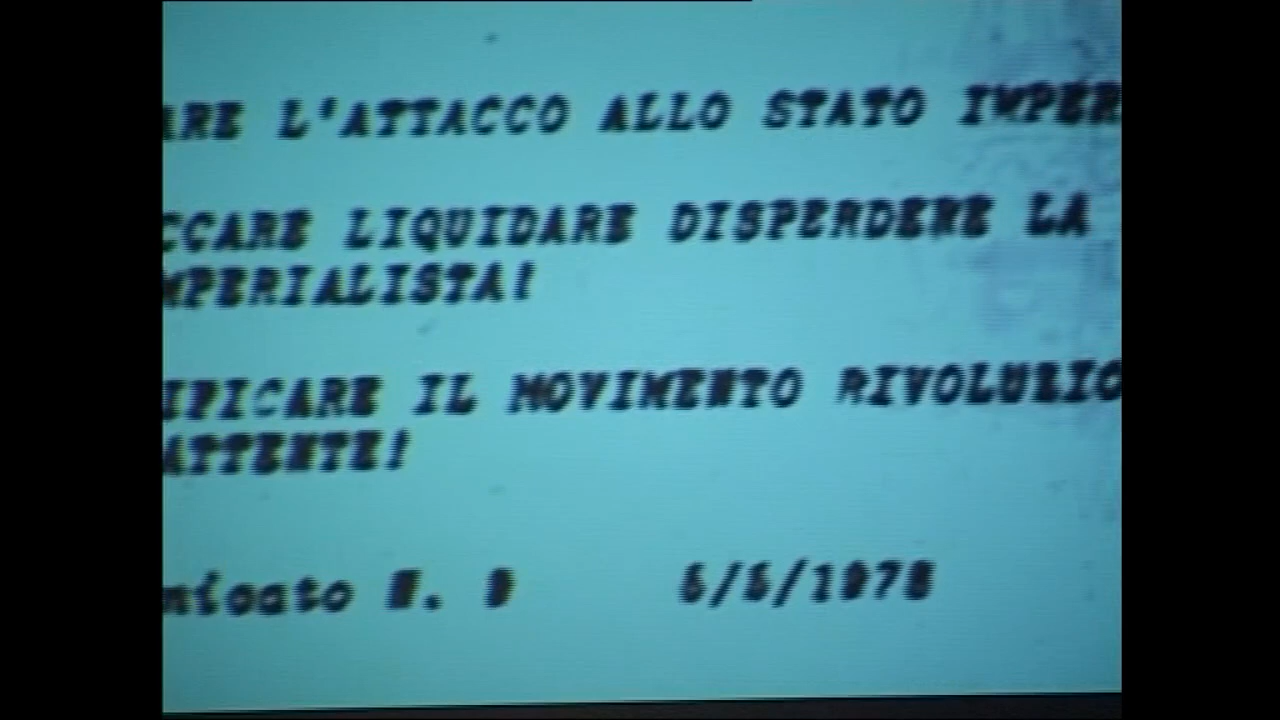 ARE L'ATTACCO ALLO STATO IMPER
CCARE LIQUIDARE DISPERDERE LA
MPERIALISTA!
IFICARE IL MOVIMENTO RIVOLUZIO
ATTENTE!
nicato N. 9 5/5/1978